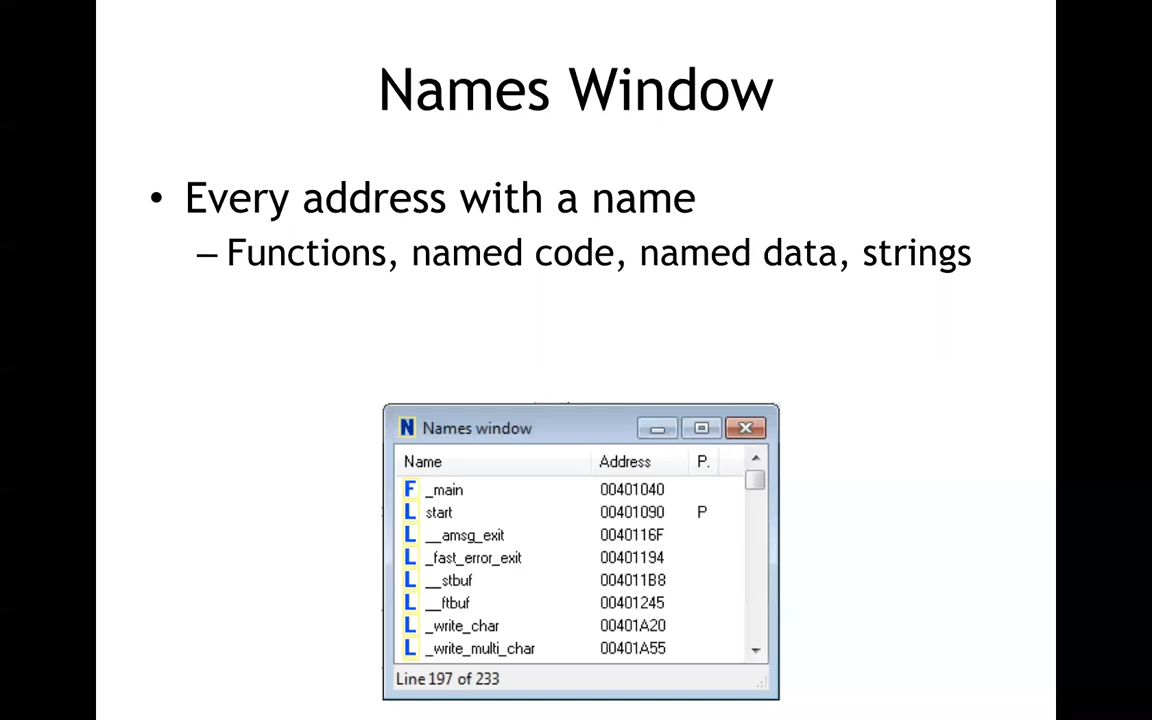 Names Window
• Every address with a name
– Functions, named code, named data, strings
N Names window
Name Address P.
F _main 00401040
L start 00401090 P
L __amsg_exit 0040116F
L _fast_error_exit 00401194
L __stbuf 004011B8
L __ftbuf 00401245
L _write_char 00401A20
L _write_multi_char 00401A55
Line 197 of 233